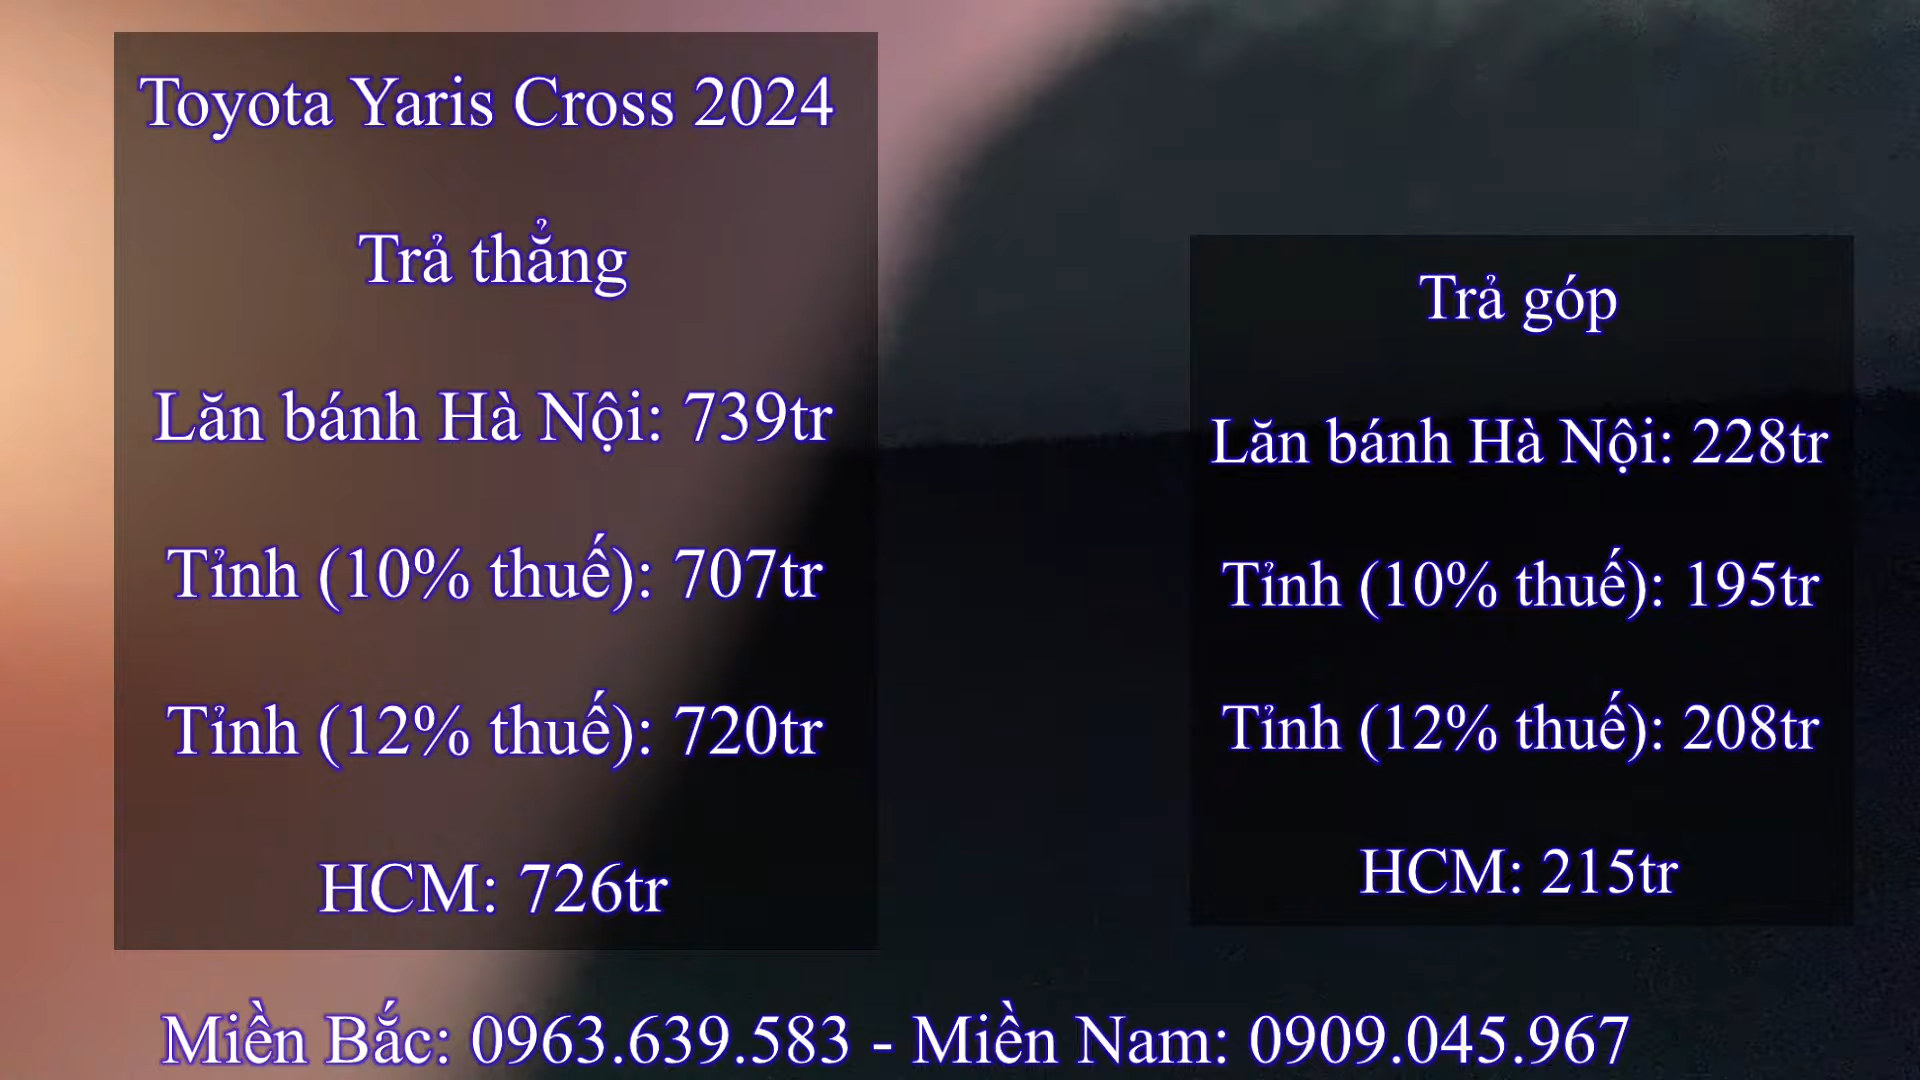 Toyota Yaris Cross 2024
Trả thẳng
Lăn bánh Hà Nội: 739tr
Tỉnh (10% thuế): 707tr
Tỉnh (12% thuế): 720tr
HCM: 726tr
Trả góp
Lăn bánh Hà Nội: 228tr
Tỉnh (10% thuế): 195tr
Tỉnh (12% thuế): 208tr
HCM: 215tr
Miền Bắc: 0963.639.583 - Miền Nam: 0909.045.967